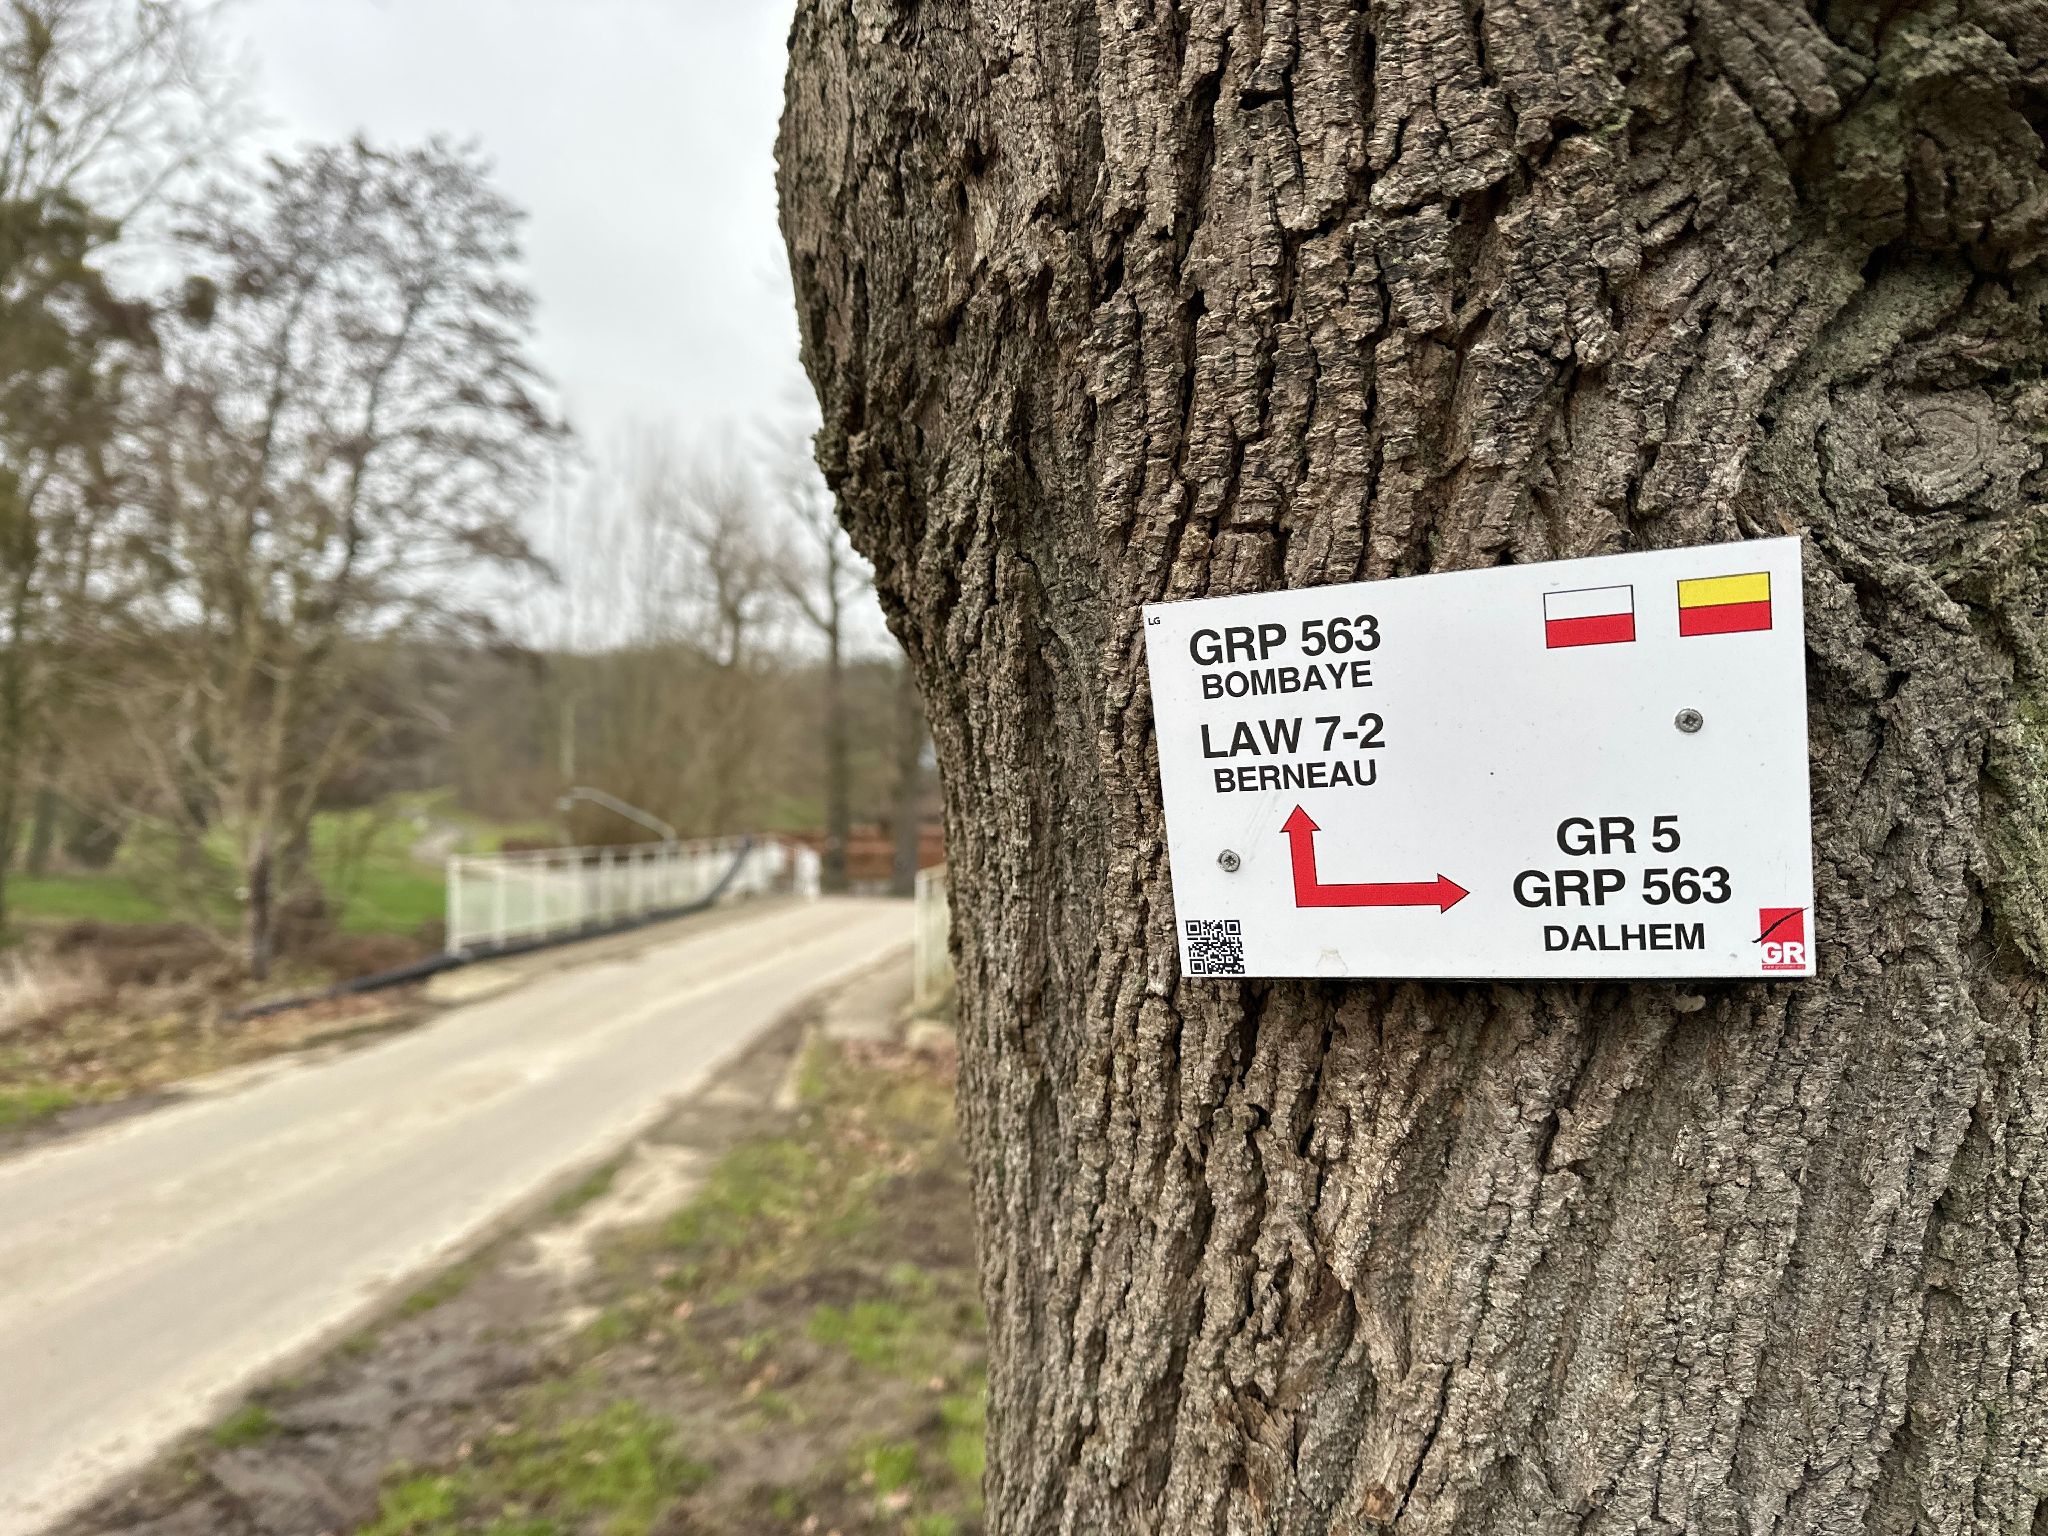 LG
GRP 563
BOMBAYE
LAW 7-2
BERNEAU
GR 5
GRP 563
DALHEM
GR